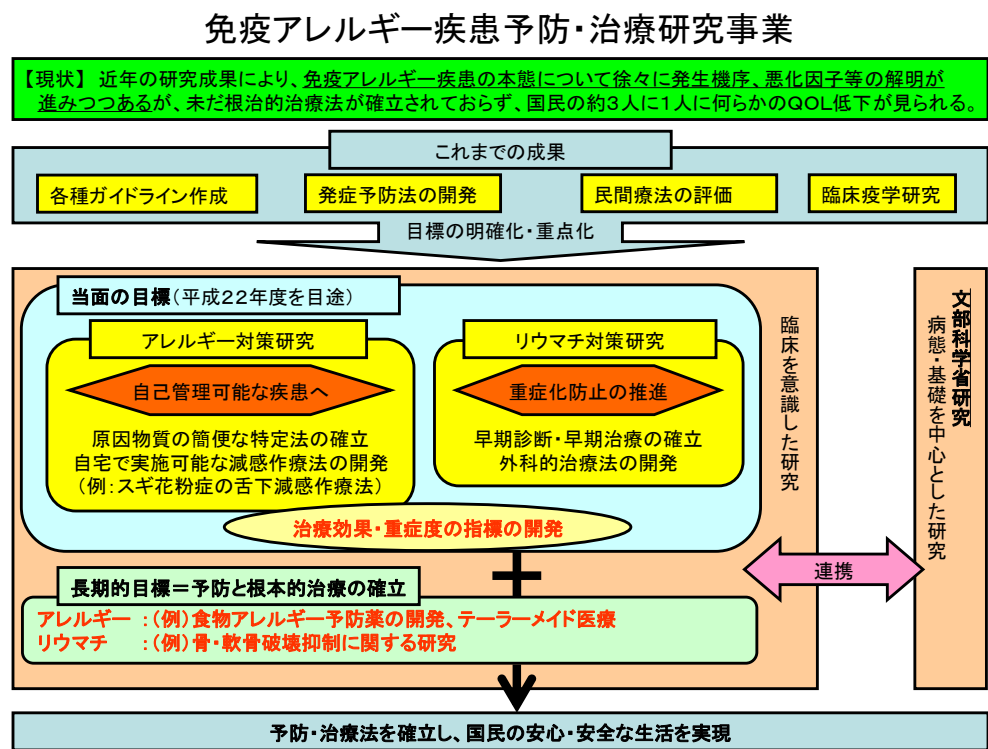 免疫アレルギー疾患予防・治療研究事業
【現状】 近年の研究成果により、免疫アレルギー疾患の本態について徐々に発生機序、悪化因子等の解明が
進みつつあるが、未だ根治的治療法が確立されておらず、国民の約3人に1人に何らかのQOL低下が見られる。
これまでの成果
各種ガイドライン作成
発症予防法の開発
民間療法の評価
臨床疫学研究
目標の明確化・重点化
当面の目標(平成22年度を目途)
アレルギー対策研究
自己管理可能な疾患へ
原因物質の簡便な特定法の確立
自宅で実施可能な減感作療法の開発
(例:スギ花粉症の舌下減感作療法)
リウマチ対策研究
重症化防止の推進
早期診断・早期治療の確立
外科的治療法の開発
治療効果・重症度の指標の開発
臨床を意識した研究
文部科学省研究
病態・基礎を中心とした研究
連携
長期的目標=予防と根本的治療の確立
アレルギー :(例)食物アレルギー予防薬の開発、テーラーメイド医療
リウマチ :(例)骨・軟骨破壊抑制に関する研究
予防・治療法を確立し、国民の安心・安全な生活を実現